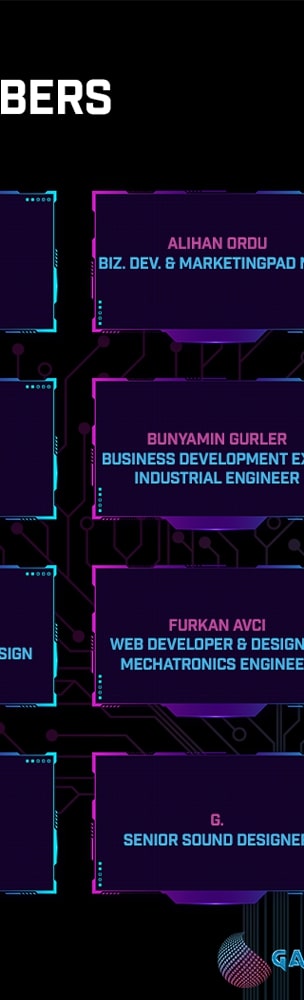 BERS
ALIHAN ORDU
BIZ. DEV. & MARKETINGPAD
BUNYAMIN GURLER
BUSINESS DEVELOPMENT EX
INDUSTRIAL ENGINEER
SIGN
FURKAN AVCI
WEB DEVELOPER & DESIGN
MECHATRONICS ENGINEE
G.
SENIOR SOUND DESIGNE
GA